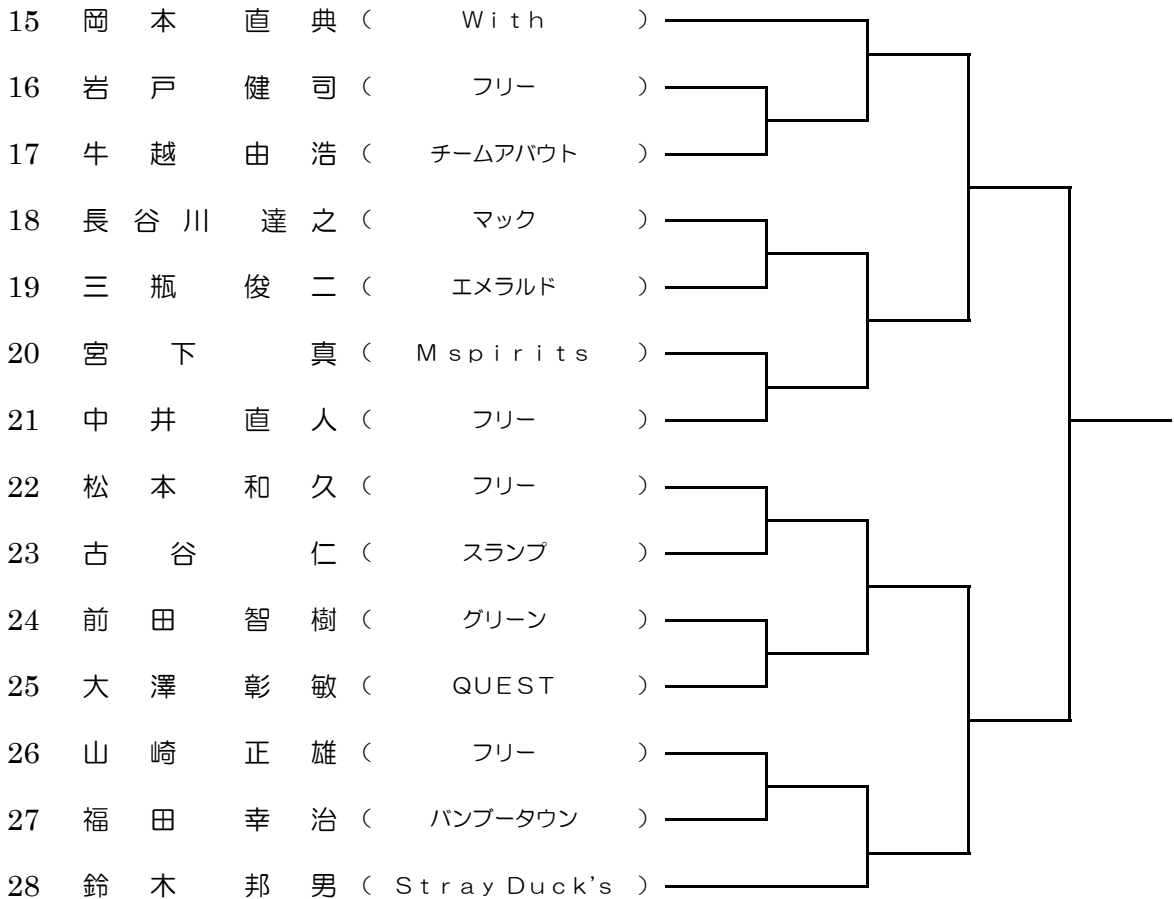 15 岡本 直典 ( With )
16 岩戸 健司 ( フリー )
17 牛越 由浩 ( チームアバウト )
18 長谷川 達之 ( マック )
19 三瓶 俊二 ( エメラルド )
20 宮下 真 ( Mspirits )
21 中井 直人 ( フリー )
22 松本 和久 ( フリー )
23 古谷 仁 ( スランプ )
24 前田 智樹 ( グリーン )
25 大澤 彰敏 ( QUEST )
26 山崎 正雄 ( フリー )
27 福田 幸治 ( バンブータウン )
28 鈴木 邦男 ( Stray Duck's )